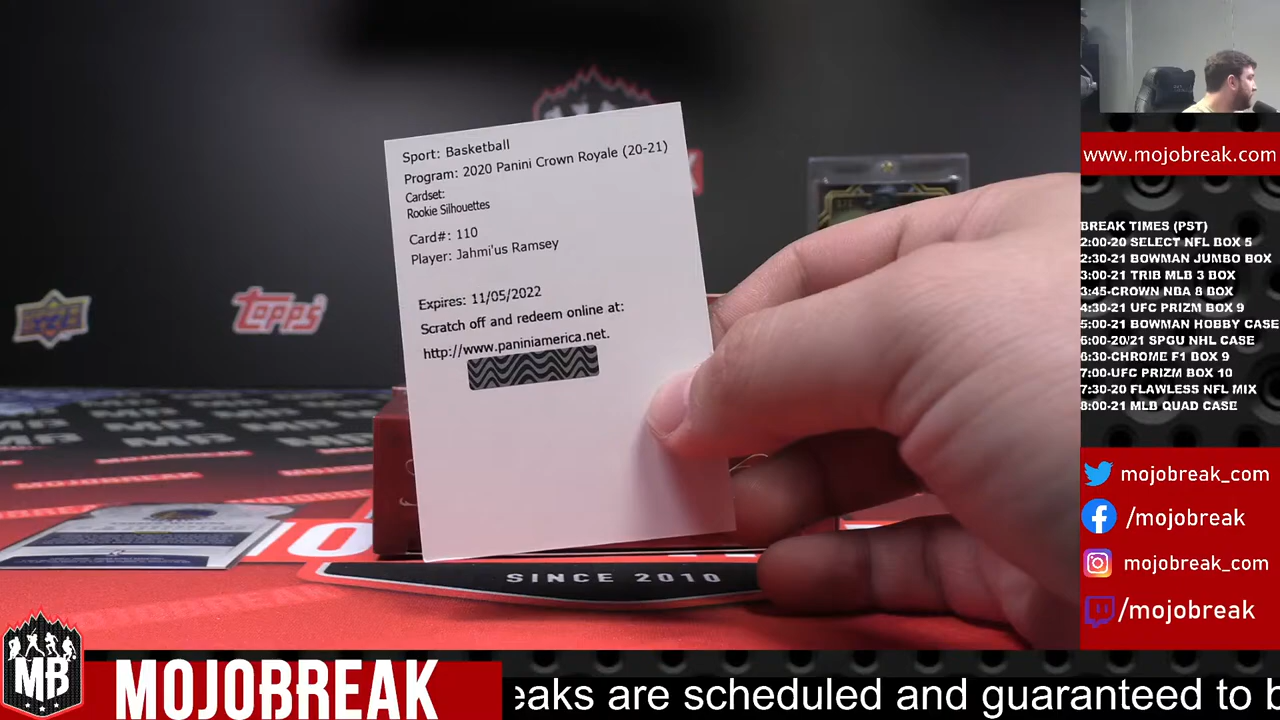 Sport: Basketball
Program: 2020 Panini Crown Royale (20-21)
Cardset:
Rookie Silhouettes
Card#: 110
Player: Jahmi'us Ramsey
Expires: 11/05/2022
Scratch off and redeem online at:
http://www.paniniamerica.net.
topps
SINCE 2010
www.mojobreak.com
BREAK TIMES (PST)
2:00-20 SELECT NFL BOX 5
2:30-21 BOWMAN JUMBO BOX
3:00-21 TRIB MLB 3 BOX
3:45-CROWN NBA 8 BOX
4:30-21 UFC PRIZM BOX 9
5:00-21 BOWMAN HOBBY CASE
6:00-20/21 SPGU NHL CASE
6:30-CHROME F1 BOX 9
7:00-UFC PRIZM BOX 10
7:30-20 FLAWLESS NFL MIX
8:00-21 MLB QUAD CASE
mojobreak_com
/mojobreak
mojobreak_com
/mojobreak
MB
MOJOBREAK
eaks are scheduled and guaranteed to b